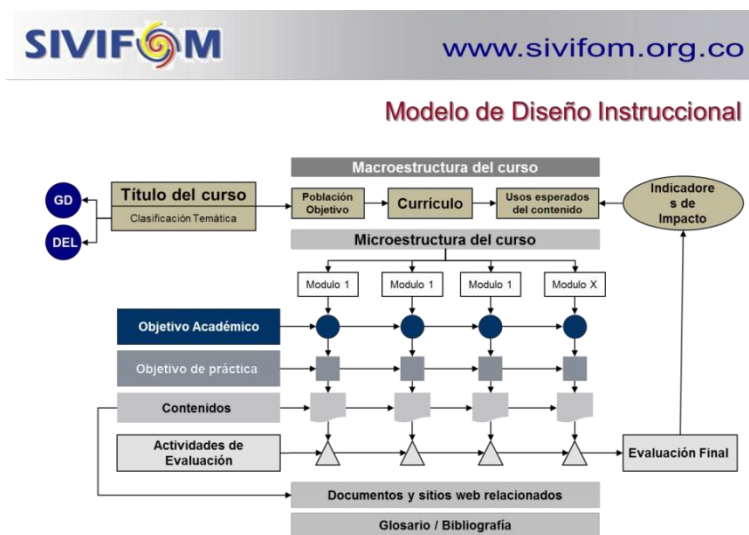 SIVIFOM
www.sivifom.org.co
Modelo de Diseño Instruccional
Macroestructura del curso
GD
DEL
Título del curso
Clasificación Temática
Población
Objetivo
Currículo
Usos esperados
del contenido
Indicadore
s de
Impacto
Microestructura del curso
Modulo 1
Modulo 1
Modulo 1
Modulo X
Objetivo Académico
Objetivo de práctica
Contenidos
Actividades de
Evaluación
Evaluación Final
Documentos y sitios web relacionados
Glosario / Bibliografía